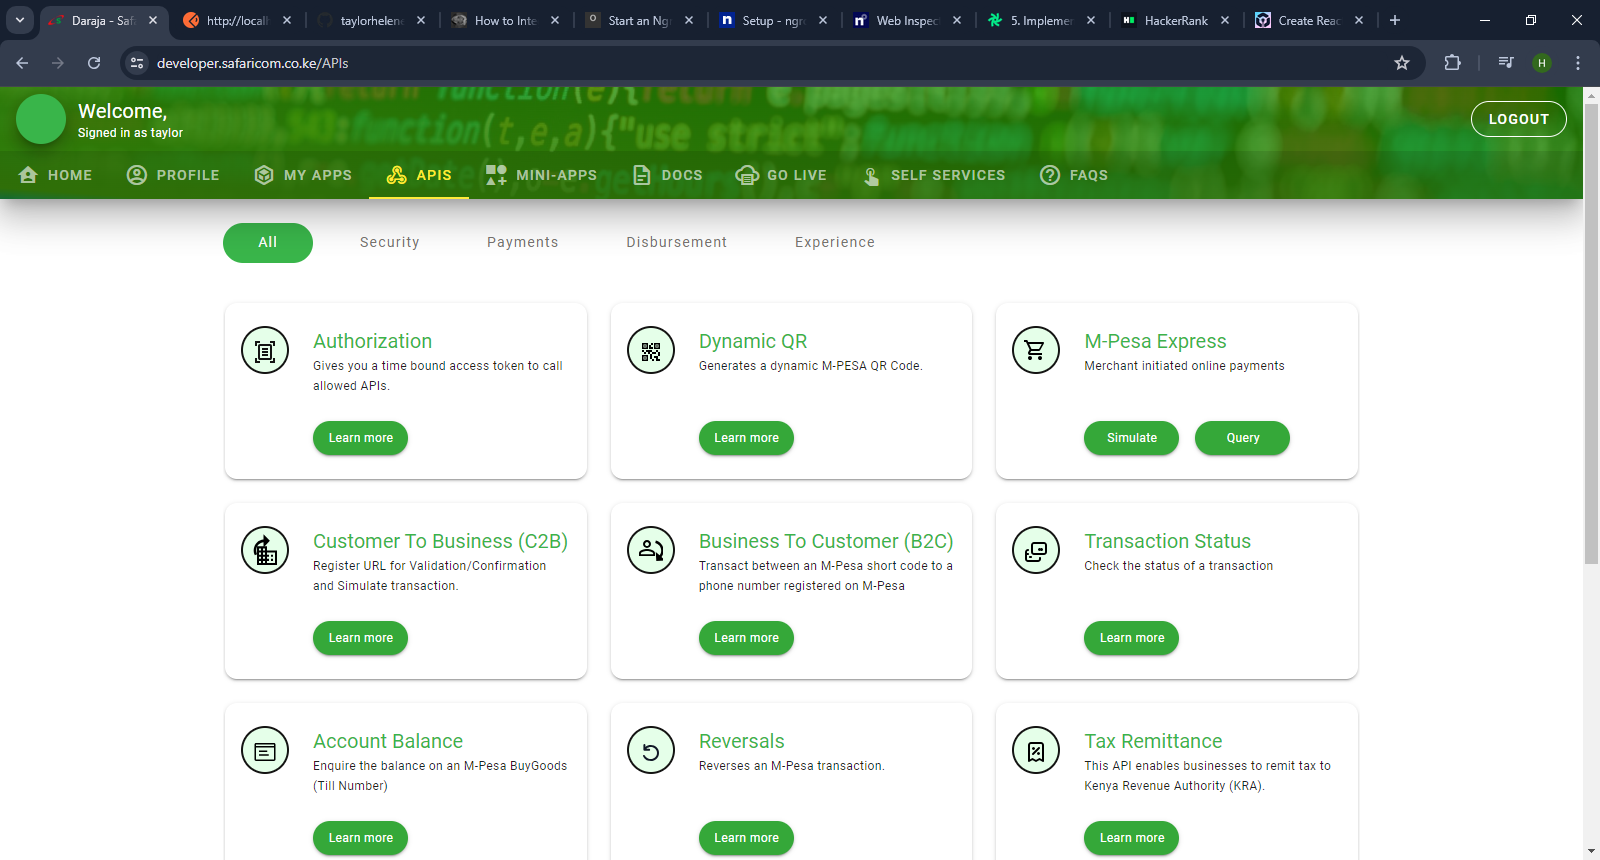 Daraja - Saf
http://locall
taylorhelene
How to Inte
Start an Ng
Setup - ngro
Web Inspect
5. Implemen
HackerRank
Create Reac
developer.safaricom.co.ke/APIs
H
Welcome,
Signed in as taylor
LOGOUT
HOME
PROFILE
MY APPS
APIS
MINI-APPS
DOCS
GO LIVE
SELF SERVICES
FAQS
All
Security
Payments
Disbursement
Experience
Authorization
Gives you a time bound access token to call
allowed APIs.
Learn more
Dynamic QR
Generates a dynamic M-PESA QR Code.
Learn more
M-Pesa Express
Merchant initiated online payments
Simulate
Query
Customer To Business (C2B)
Register URL for Validation/Confirmation
and Simulate transaction.
Learn more
Business To Customer (B2C)
Transact between an M-Pesa short code to a
phone number registered on M-Pesa
Learn more
Transaction Status
Check the status of a transaction
Learn more
Account Balance
Enquire the balance on an M-Pesa BuyGoods
(Till Number)
Learn more
Reversals
Reverses an M-Pesa transaction.
Learn more
Tax Remittance
This API enables businesses to remit tax to
Kenya Revenue Authority (KRA).
Learn more